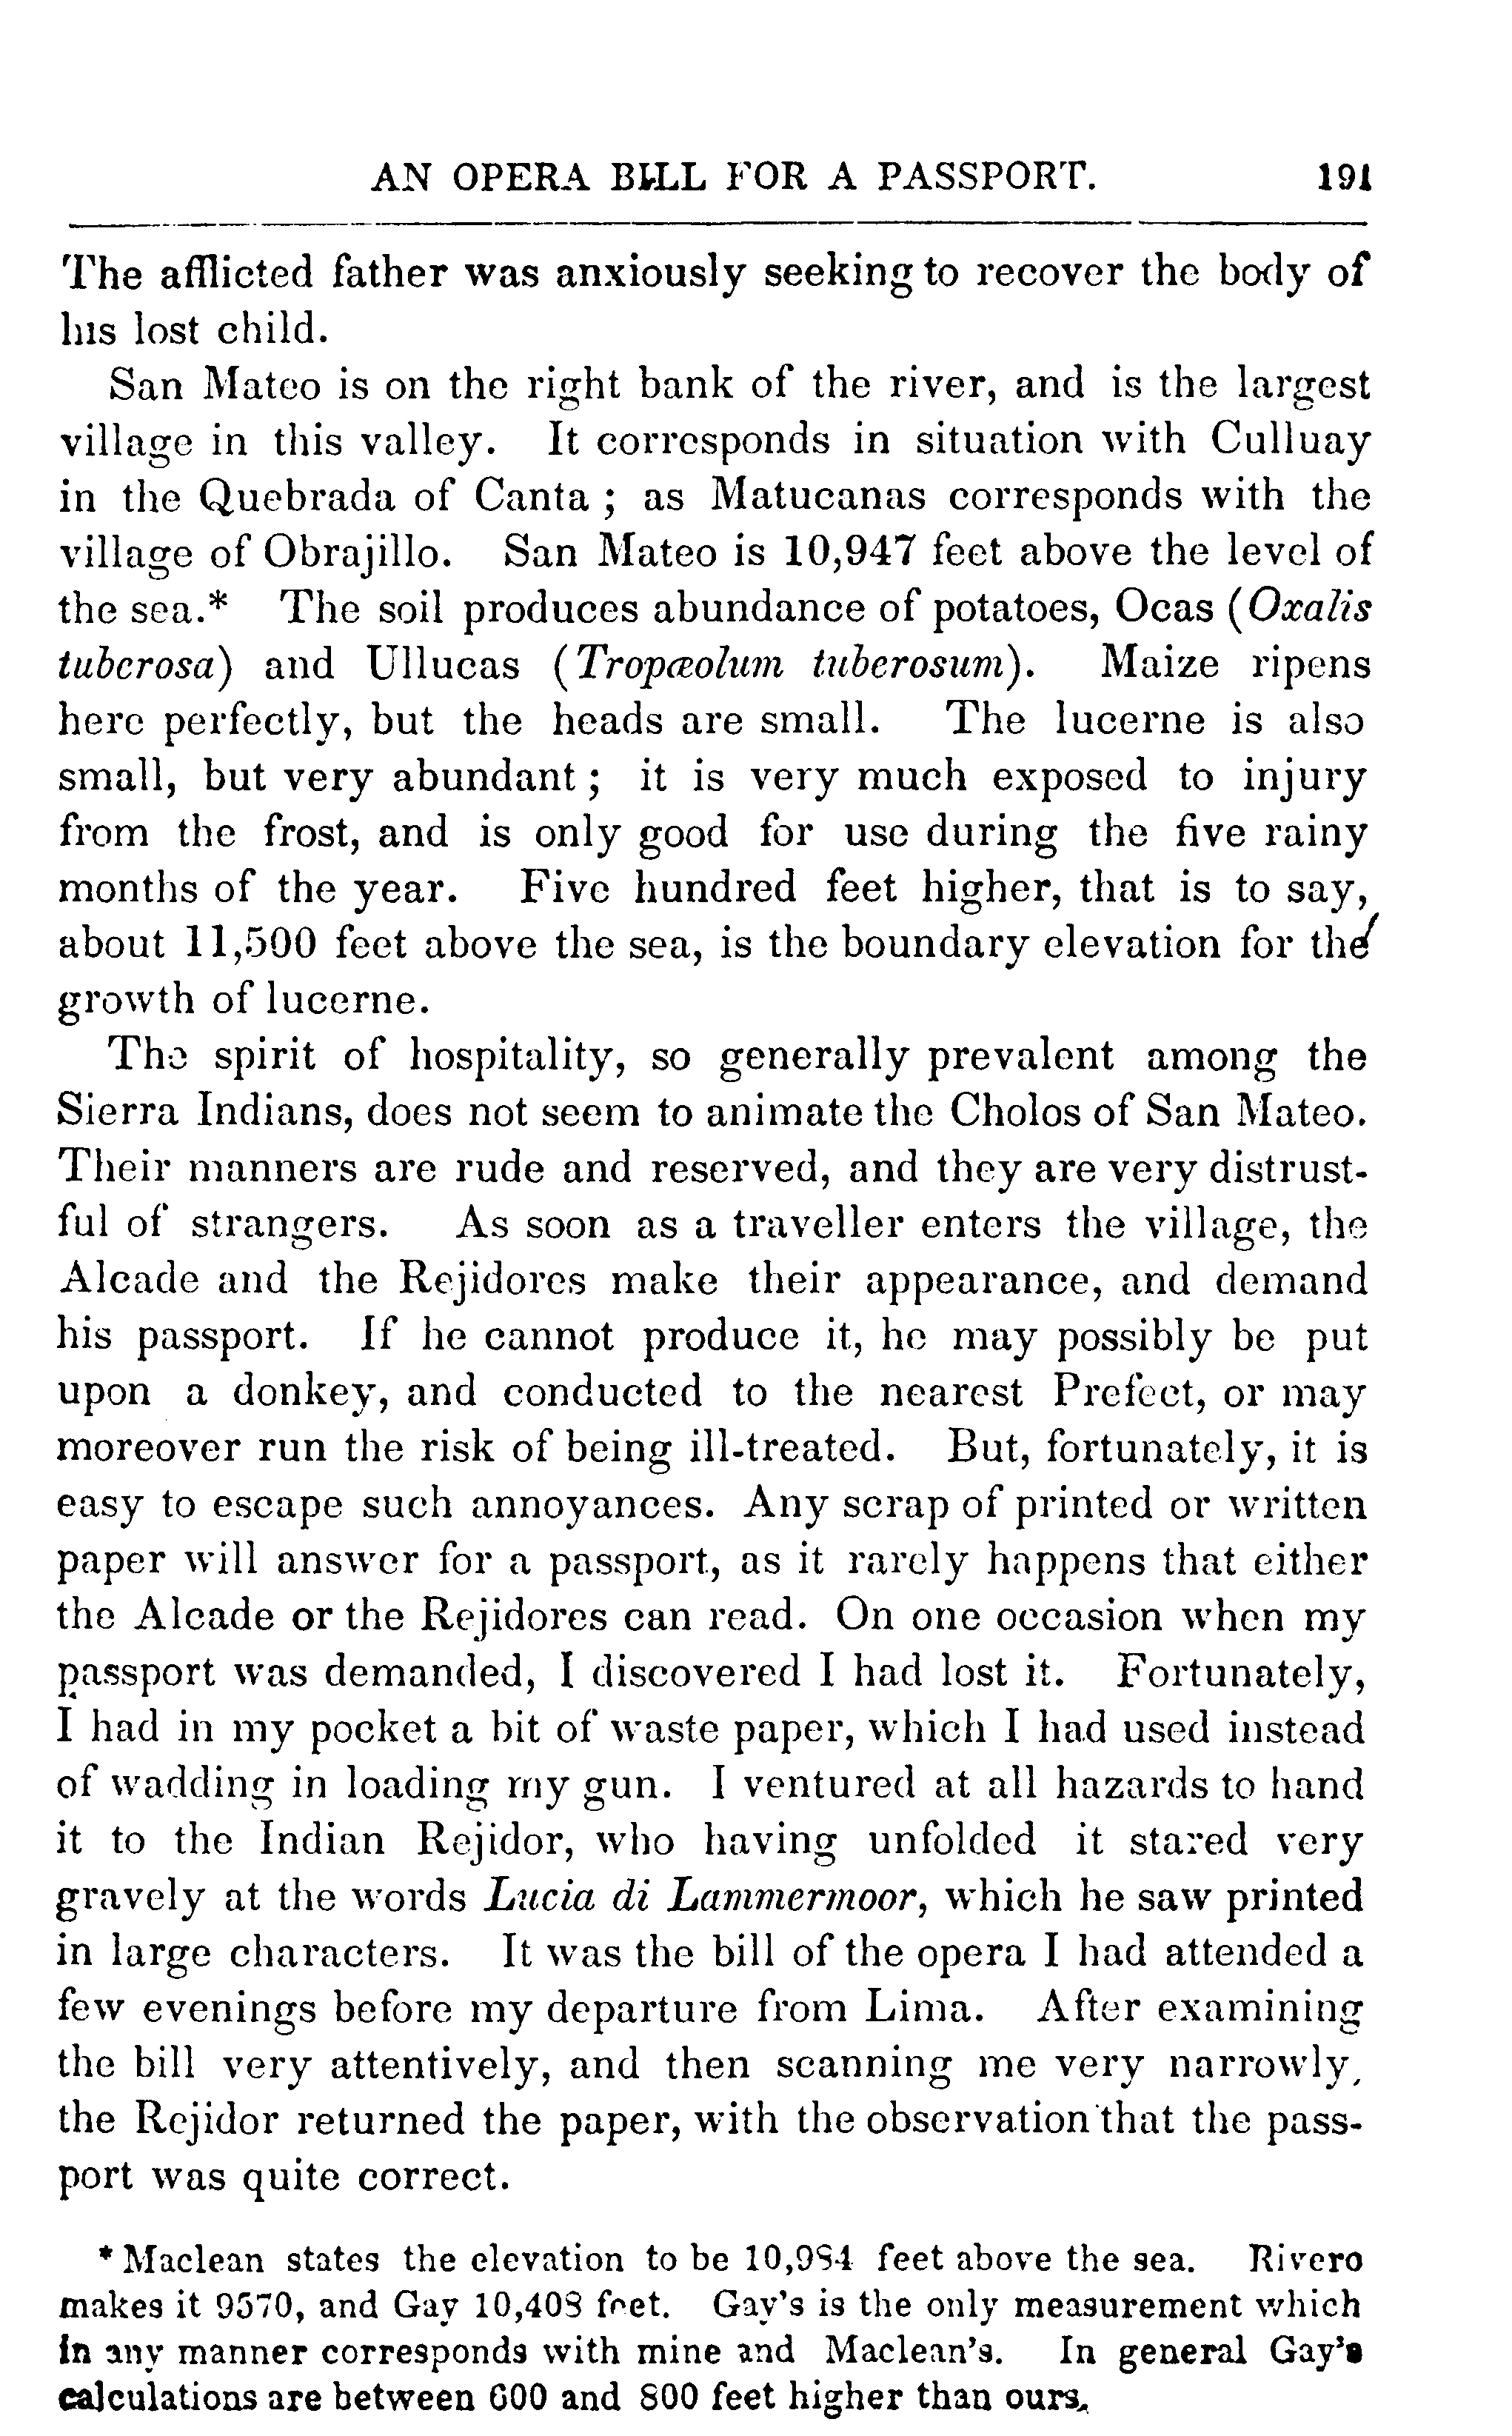 AN OPERA BILL FOR A PASSPORT. 191
The afflicted father was anxiously seeking to recover the body of
his lost child.
San Mateo is on the right bank of the river, and is the largest
village in this valley. It corresponds in situation with Culluay
in the Quebrada of Canta ; as Matucanas corresponds with the
village of Obrajillo. San Mateo is 10,947 feet above the level of
the sea.* The soil produces abundance of potatoes, Ocas (Oxalis
tuberosa) and Ullucas (Tropæolum tuberosum). Maize ripens
here perfectly, but the heads are small. The lucerne is also
small, but very abundant ; it is very much exposed to injury
from the frost, and is only good for use during the five rainy
months of the year. Five hundred feet higher, that is to say,
about 11,500 feet above the sea, is the boundary elevation for the
growth of lucerne.
The spirit of hospitality, so generally prevalent among the
Sierra Indians, does not seem to animate the Cholos of San Mateo.
Their manners are rude and reserved, and they are very distrust-
ful of strangers. As soon as a traveller enters the village, the
Alcade and the Rejidores make their appearance, and demand
his passport. If he cannot produce it, he may possibly be put
upon a donkey, and conducted to the nearest Prefect, or may
moreover run the risk of being ill-treated. But, fortunately, it is
easy to escape such annoyances. Any scrap of printed or written
paper will answer for a passport, as it rarely happens that either
the Alcade or the Rejidores can read. On one occasion when my
passport was demanded, I discovered I had lost it. Fortunately,
I had in my pocket a bit of waste paper, which I had used instead
of wadding in loading my gun. I ventured at all hazards to hand
it to the Indian Rejidor, who having unfolded it stared very
gravely at the words Lucia di Lammermoor, which he saw printed
in large characters. It was the bill of the opera I had attended a
few evenings before my departure from Lima. After examining
the bill very attentively, and then scanning me very narrowly,
the Rejidor returned the paper, with the observation that the pass-
port was quite correct.
* Maclean states the elevation to be 10,984 feet above the sea. Rivero
makes it 9570, and Gay 10,408 feet. Gay's is the only measurement which
in any manner corresponds with mine and Maclean's. In general Gay's
calculations are between 600 and 800 feet higher than ours.